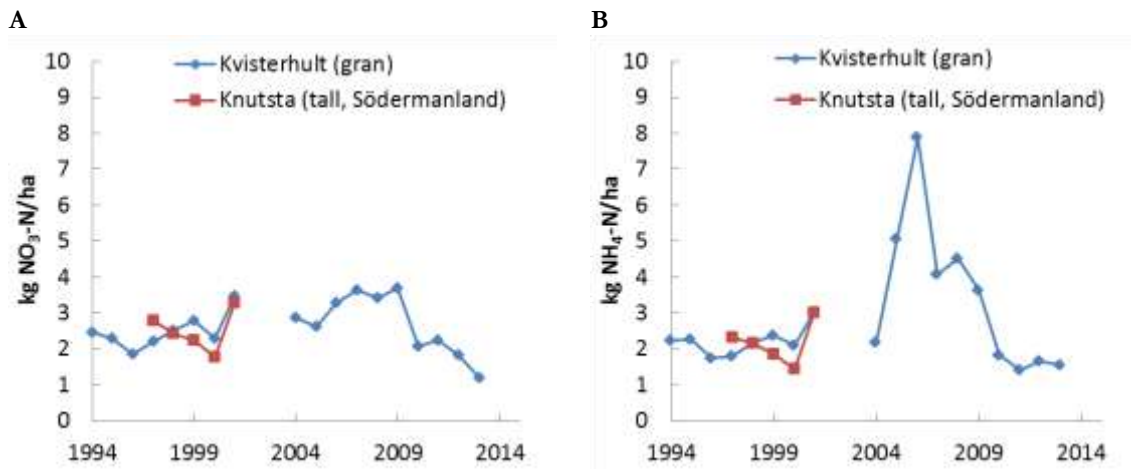 A
kg NO₃-N/ha
10
9
8
7
6
5
4
3
2
1
0
Kvisterhult (gran)
Knutsta (tall, Södermanland)
1994 1999 2004 2009 2014
B
kg NH₄-N/ha
10
9
8
7
6
5
4
3
2
1
0
Kvisterhult (gran)
Knutsta (tall, Södermanland)
1994 1999 2004 2009 2014